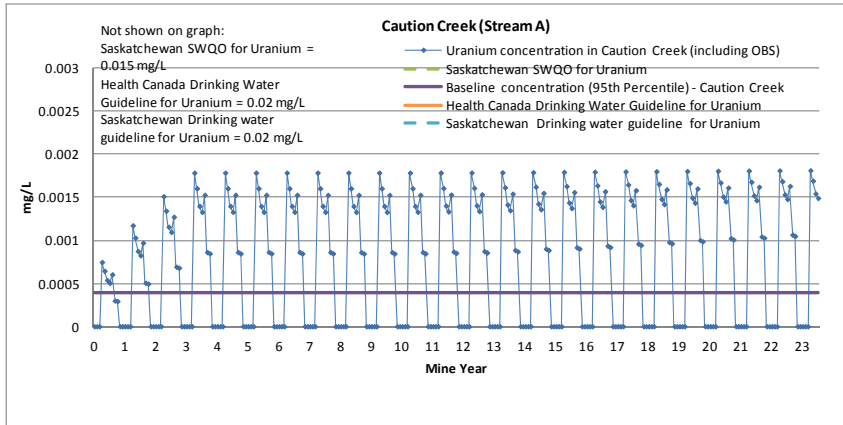 Caution Creek (Stream A)
Not shown on graph:
Saskatchewan SWQO for Uranium =
0.015 mg/L
Health Canada Drinking Water
Guideline for Uranium = 0.02 mg/L
Saskatchewan Drinking water
guideline for Uranium = 0.02 mg/L
Uranium concentration in Caution Creek (including OBS)
Saskatchewan SWQO for Uranium
Baseline concentration (95th Percentile) - Caution Creek
Health Canada Drinking Water Guideline for Uranium
Saskatchewan Drinking water guideline for Uranium
0.003
0.0025
0.002
0.0015
0.001
0.0005
0
mg/L
0 1 2 3 4 5 6 7 8 9 10 11 12 13 14 15 16 17 18 19 20 21 22 23
Mine Year